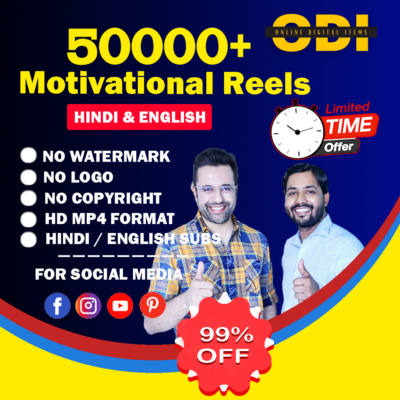 50000+
ODI
ONLINE DIGITAL ITEMS
Motivational Reels
HINDI & ENGLISH
Limited
TIME
Offer
NO WATERMARK
NO LOGO
NO COPYRIGHT
HD MP4 FORMAT
HINDI / ENGLISH SUBS
FOR SOCIAL MEDIA
99%
OFF